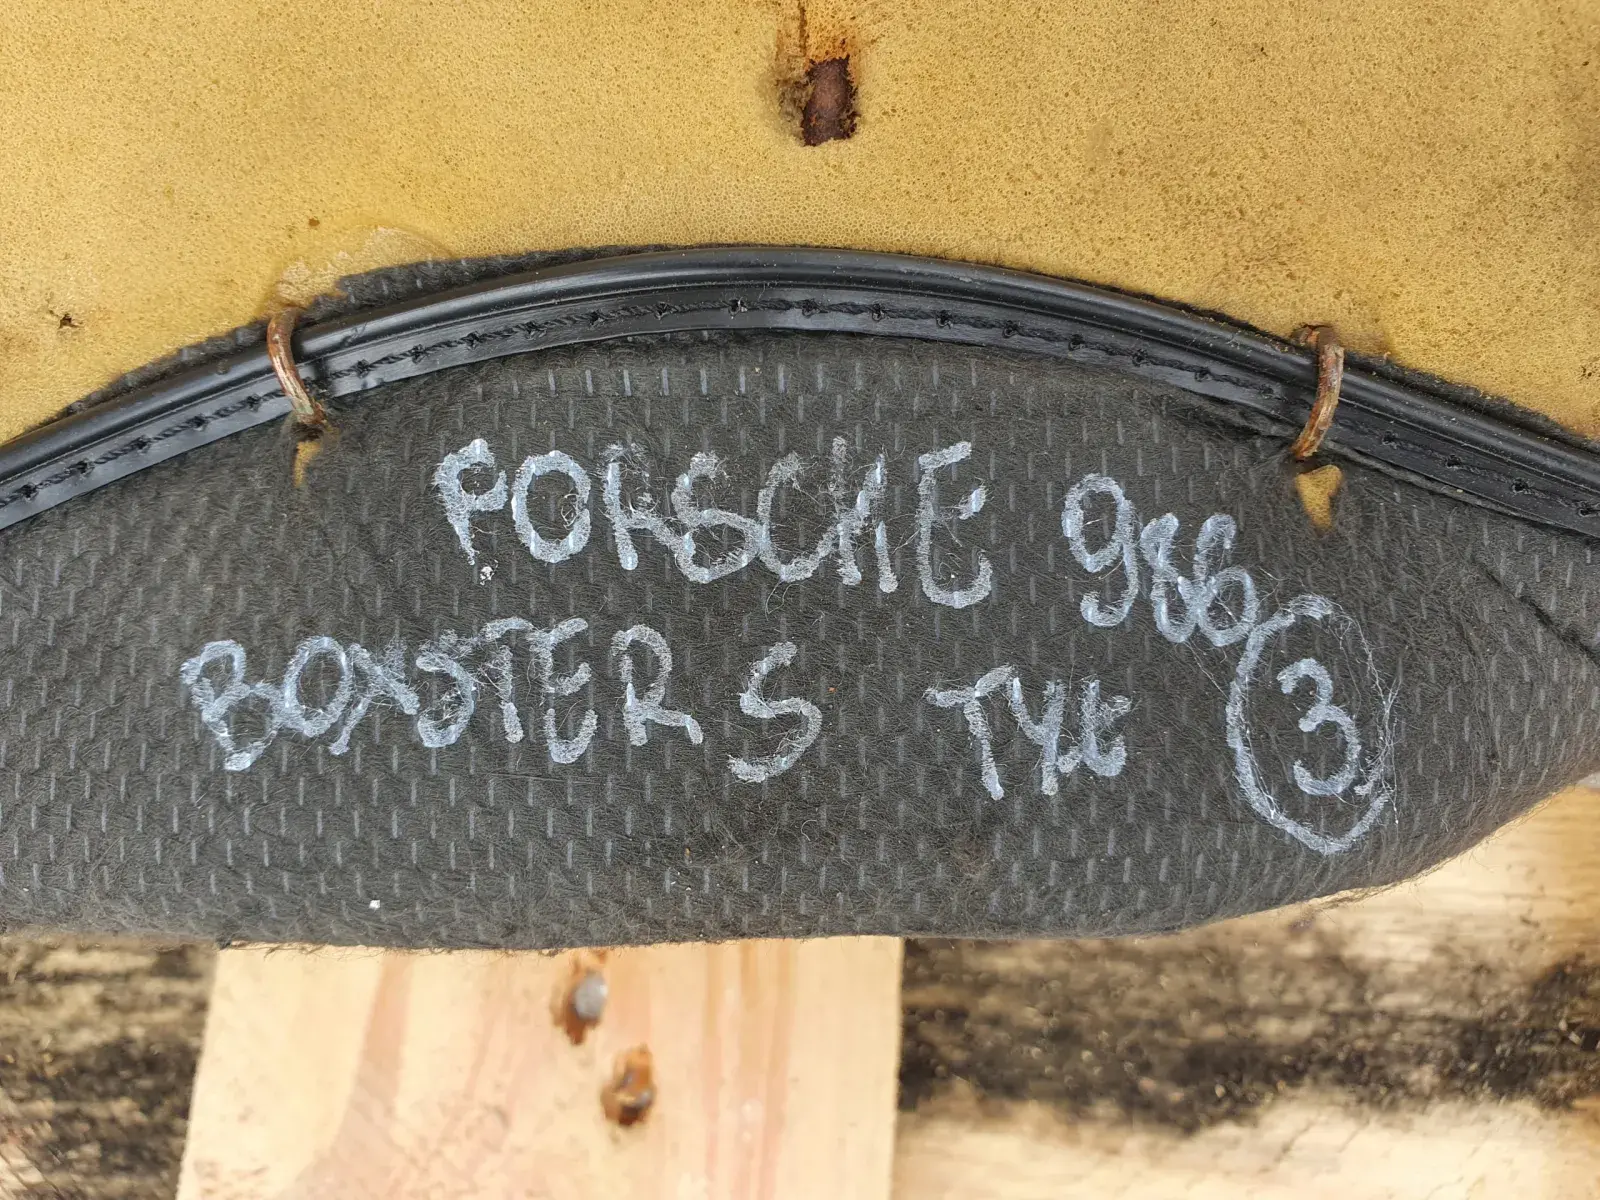 PORSCHE 986
BOXSTER S TYŁ 3